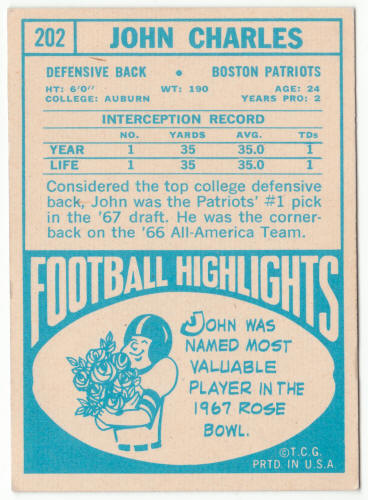 202 JOHN CHARLES
DEFENSIVE BACK • BOSTON PATRIOTS
HT: 6'0" WT: 190 AGE: 24
COLLEGE: AUBURN YEARS PRO: 2
INTERCEPTION RECORD
NO. YARDS AVG. TDs
YEAR 1 35 35.0 1
LIFE 1 35 35.0 1
Considered the top college defensive
back, John was the Patriots' #1 pick
in the '67 draft. He was the corner-
back on the '66 All-America Team.
FOOTBALL HIGHLIGHTS
JOHN WAS
NAMED MOST
VALUABLE
PLAYER IN THE
1967 ROSE
BOWL.
©T.C.G.
PRTD. IN U.S.A.